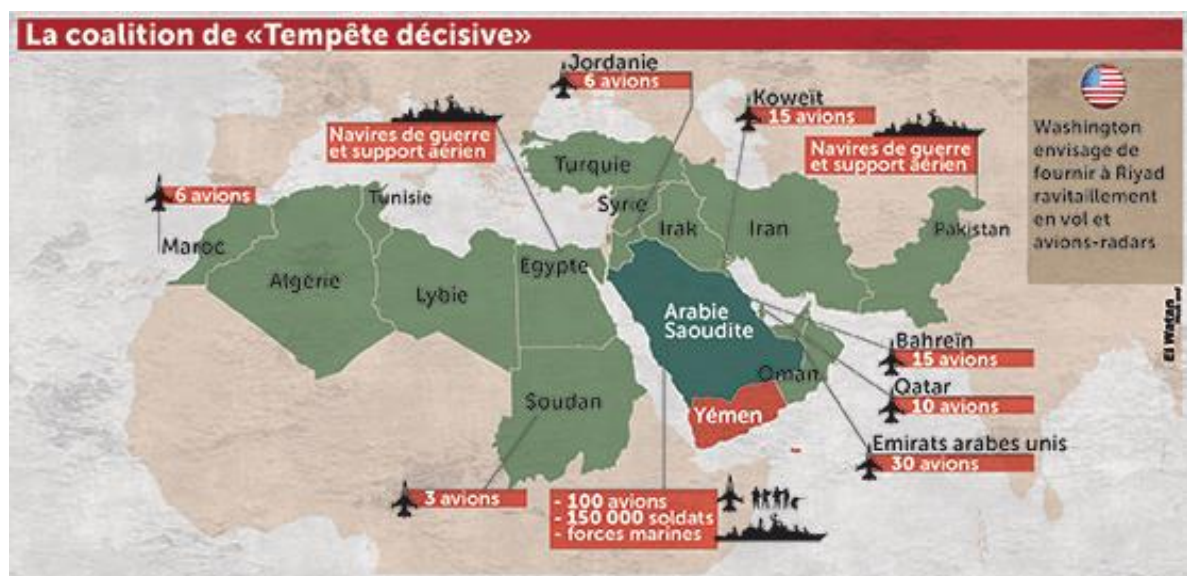 La coalition de «Tempête décisive»
Jordanie
6 avions
Koweït
15 avions
Navires de guerre
et support aérien
Navires de guerre
et support aérien
Washington
envisage de
fournir à Riyad
ravitaillement
en vol et
avions-radars
6 avions
Maroc
Tunisie
Turquie
Syrie
Irak
Iran
Pakistan
Algérie
Lybie
Egypte
Arabie
Saoudite
Oman
Yémen
Soudan
Bahreïn
15 avions
Qatar
10 avions
Emirats arabes unis
30 avions
3 avions
- 100 avions
- 150 000 soldats
- forces marines
El Watan